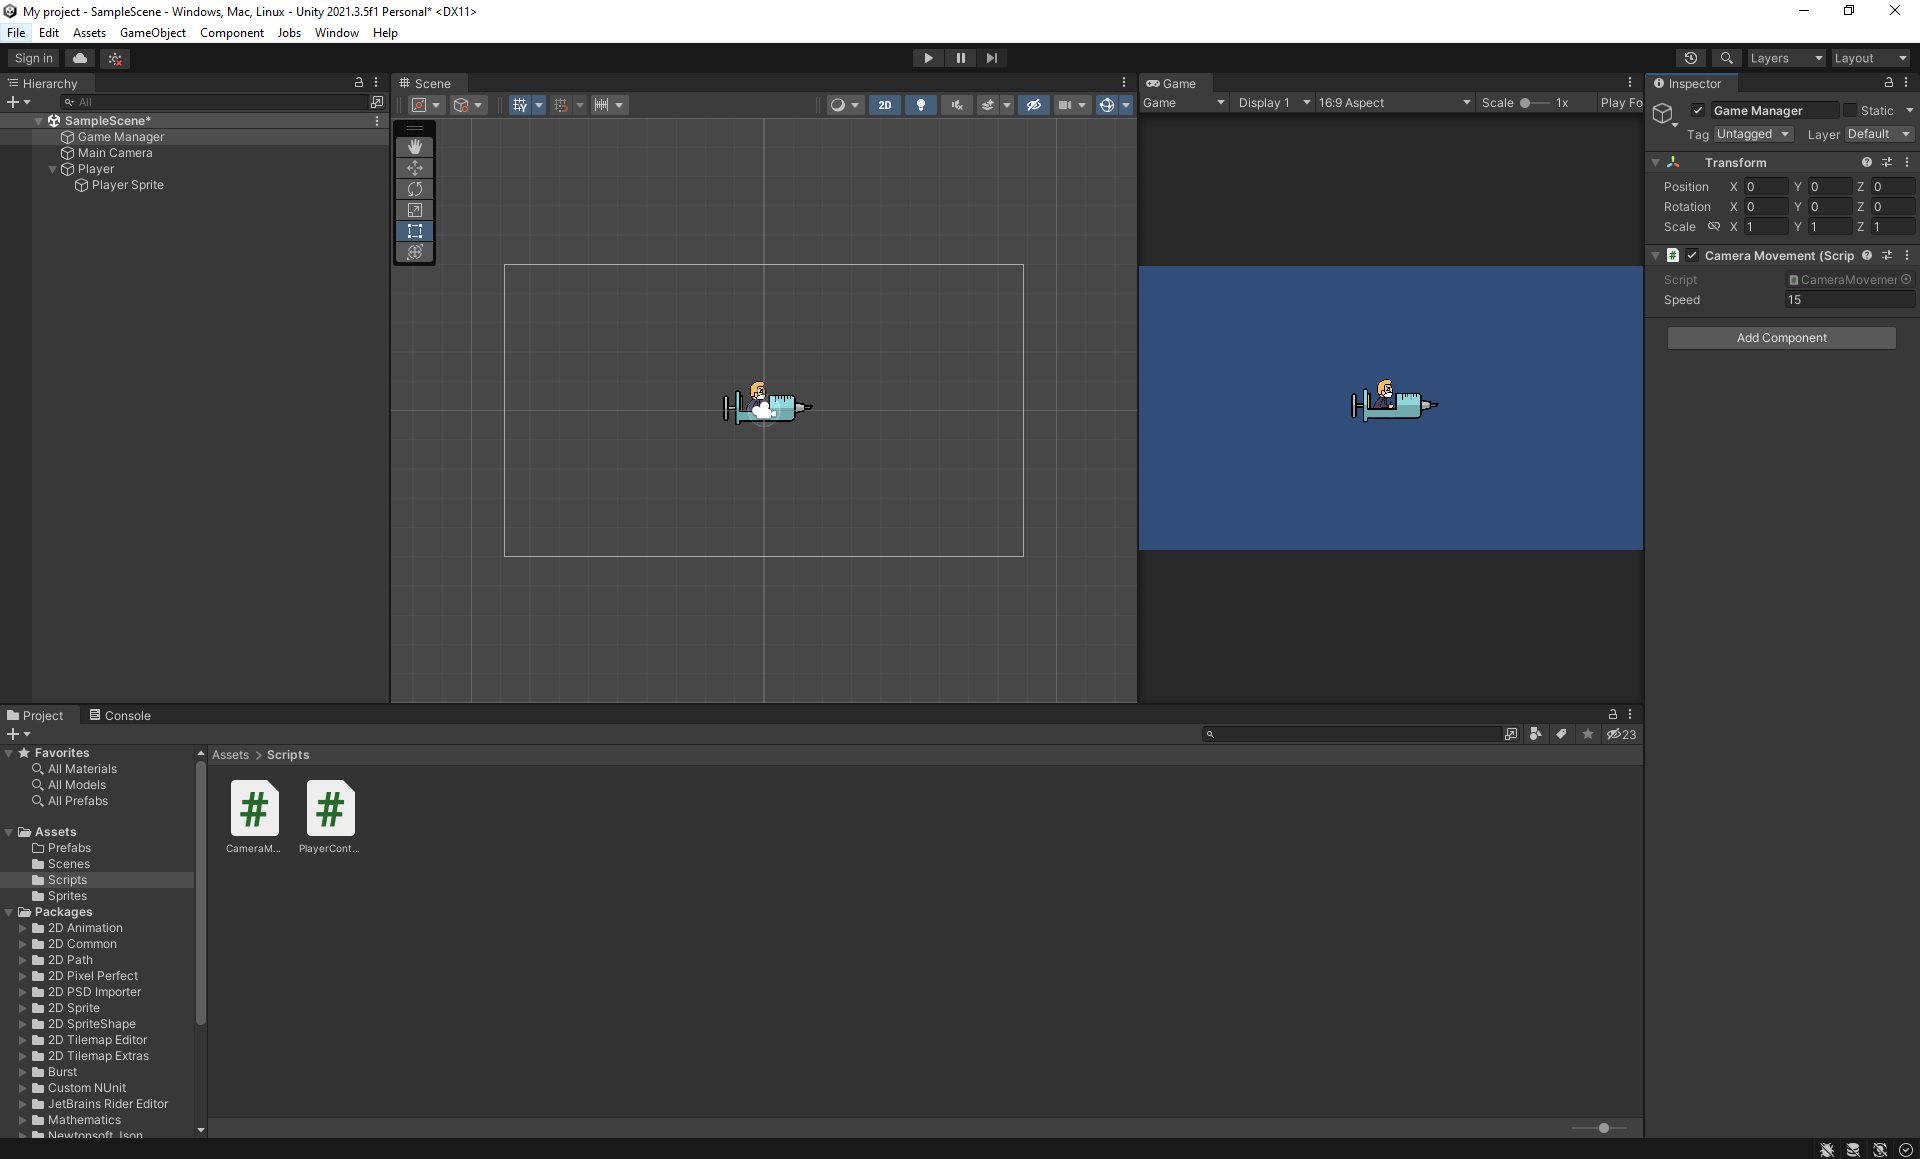 My project - SampleScene - Windows, Mac, Linux - Unity 2021.3.5f1 Personal* <DX11>
File Edit Assets GameObject Component Jobs Window Help
Sign in
Layers
Layout
Hierarchy
All
SampleScene*
Game Manager
Main Camera
Player
Player Sprite
Scene
2D
Game
Game Display 1 16:9 Aspect Scale 1x Play Fo
Inspector
Game Manager Static
Tag Untagged Layer Default
Transform
Position X 0 Y 0 Z 0
Rotation X 0 Y 0 Z 0
Scale X 1 Y 1 Z 1
# Camera Movement (Scrip
Script CameraMovemer
Speed 15
Add Component
Project Console
23
Favorites
All Materials
All Models
All Prefabs
Assets
Prefabs
Scenes
Scripts
Sprites
Packages
2D Animation
2D Common
2D Path
2D Pixel Perfect
2D PSD Importer
2D Sprite
2D SpriteShape
2D Tilemap Editor
2D Tilemap Extras
Burst
Custom NUnit
JetBrains Rider Editor
Mathematics
Newtonsoft Json
Assets > Scripts
# #
CameraM... PlayerCont...